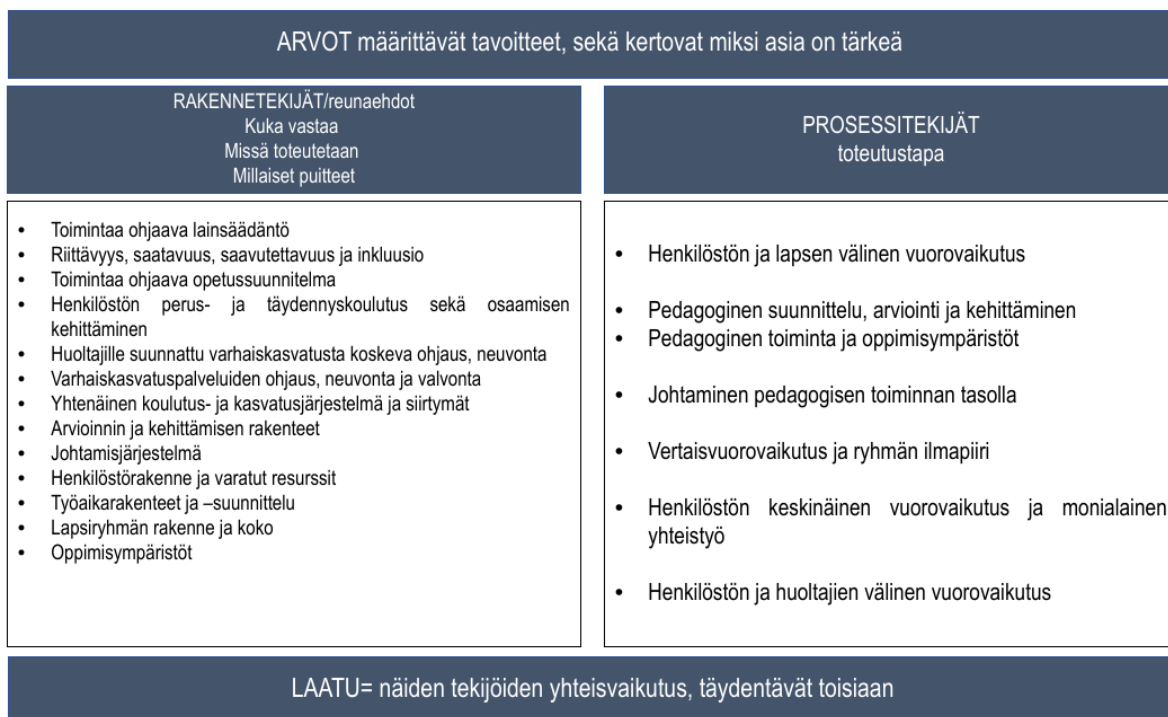 ARVOT määrittävät tavoitteet, sekä kertovat miksi asia on tärkeä
RAKENNETEKIJÄT/reunaehdot
Kuka vastaa
Missä toteutetaan
Millaiset puitteet
• Toimintaa ohjaava lainsäädäntö
• Riittävyys, saatavuus, saavutettavuus ja inkluusio
• Toimintaa ohjaava opetussuunnitelma
• Henkilöstön perus- ja täydennyskoulutus sekä osaamisen
kehittäminen
• Huoltajille suunnattu varhaiskasvatusta koskeva ohjaus, neuvonta
• Varhaiskasvatuspalveluiden ohjaus, neuvonta ja valvonta
• Yhtenäinen koulutus- ja kasvatusjärjestelmä ja siirtymät
• Arvioinnin ja kehittämisen rakenteet
• Johtamisjärjestelmä
• Henkilöstörakenne ja varatut resurssit
• Työaikarakenteet ja –suunnittelu
• Lapsiryhmän rakenne ja koko
• Oppimisympäristöt
PROSESSITEKIJÄT
toteutustapa
• Henkilöstön ja lapsen välinen vuorovaikutus
• Pedagoginen suunnittelu, arviointi ja kehittäminen
• Pedagoginen toiminta ja oppimisympäristöt
• Johtaminen pedagogisen toiminnan tasolla
• Vertaisvuorovaikutus ja ryhmän ilmapiiri
• Henkilöstön keskinäinen vuorovaikutus ja monialainen
yhteistyö
• Henkilöstön ja huoltajien välinen vuorovaikutus
LAATU= näiden tekijöiden yhteisvaikutus, täydentävät toisiaan